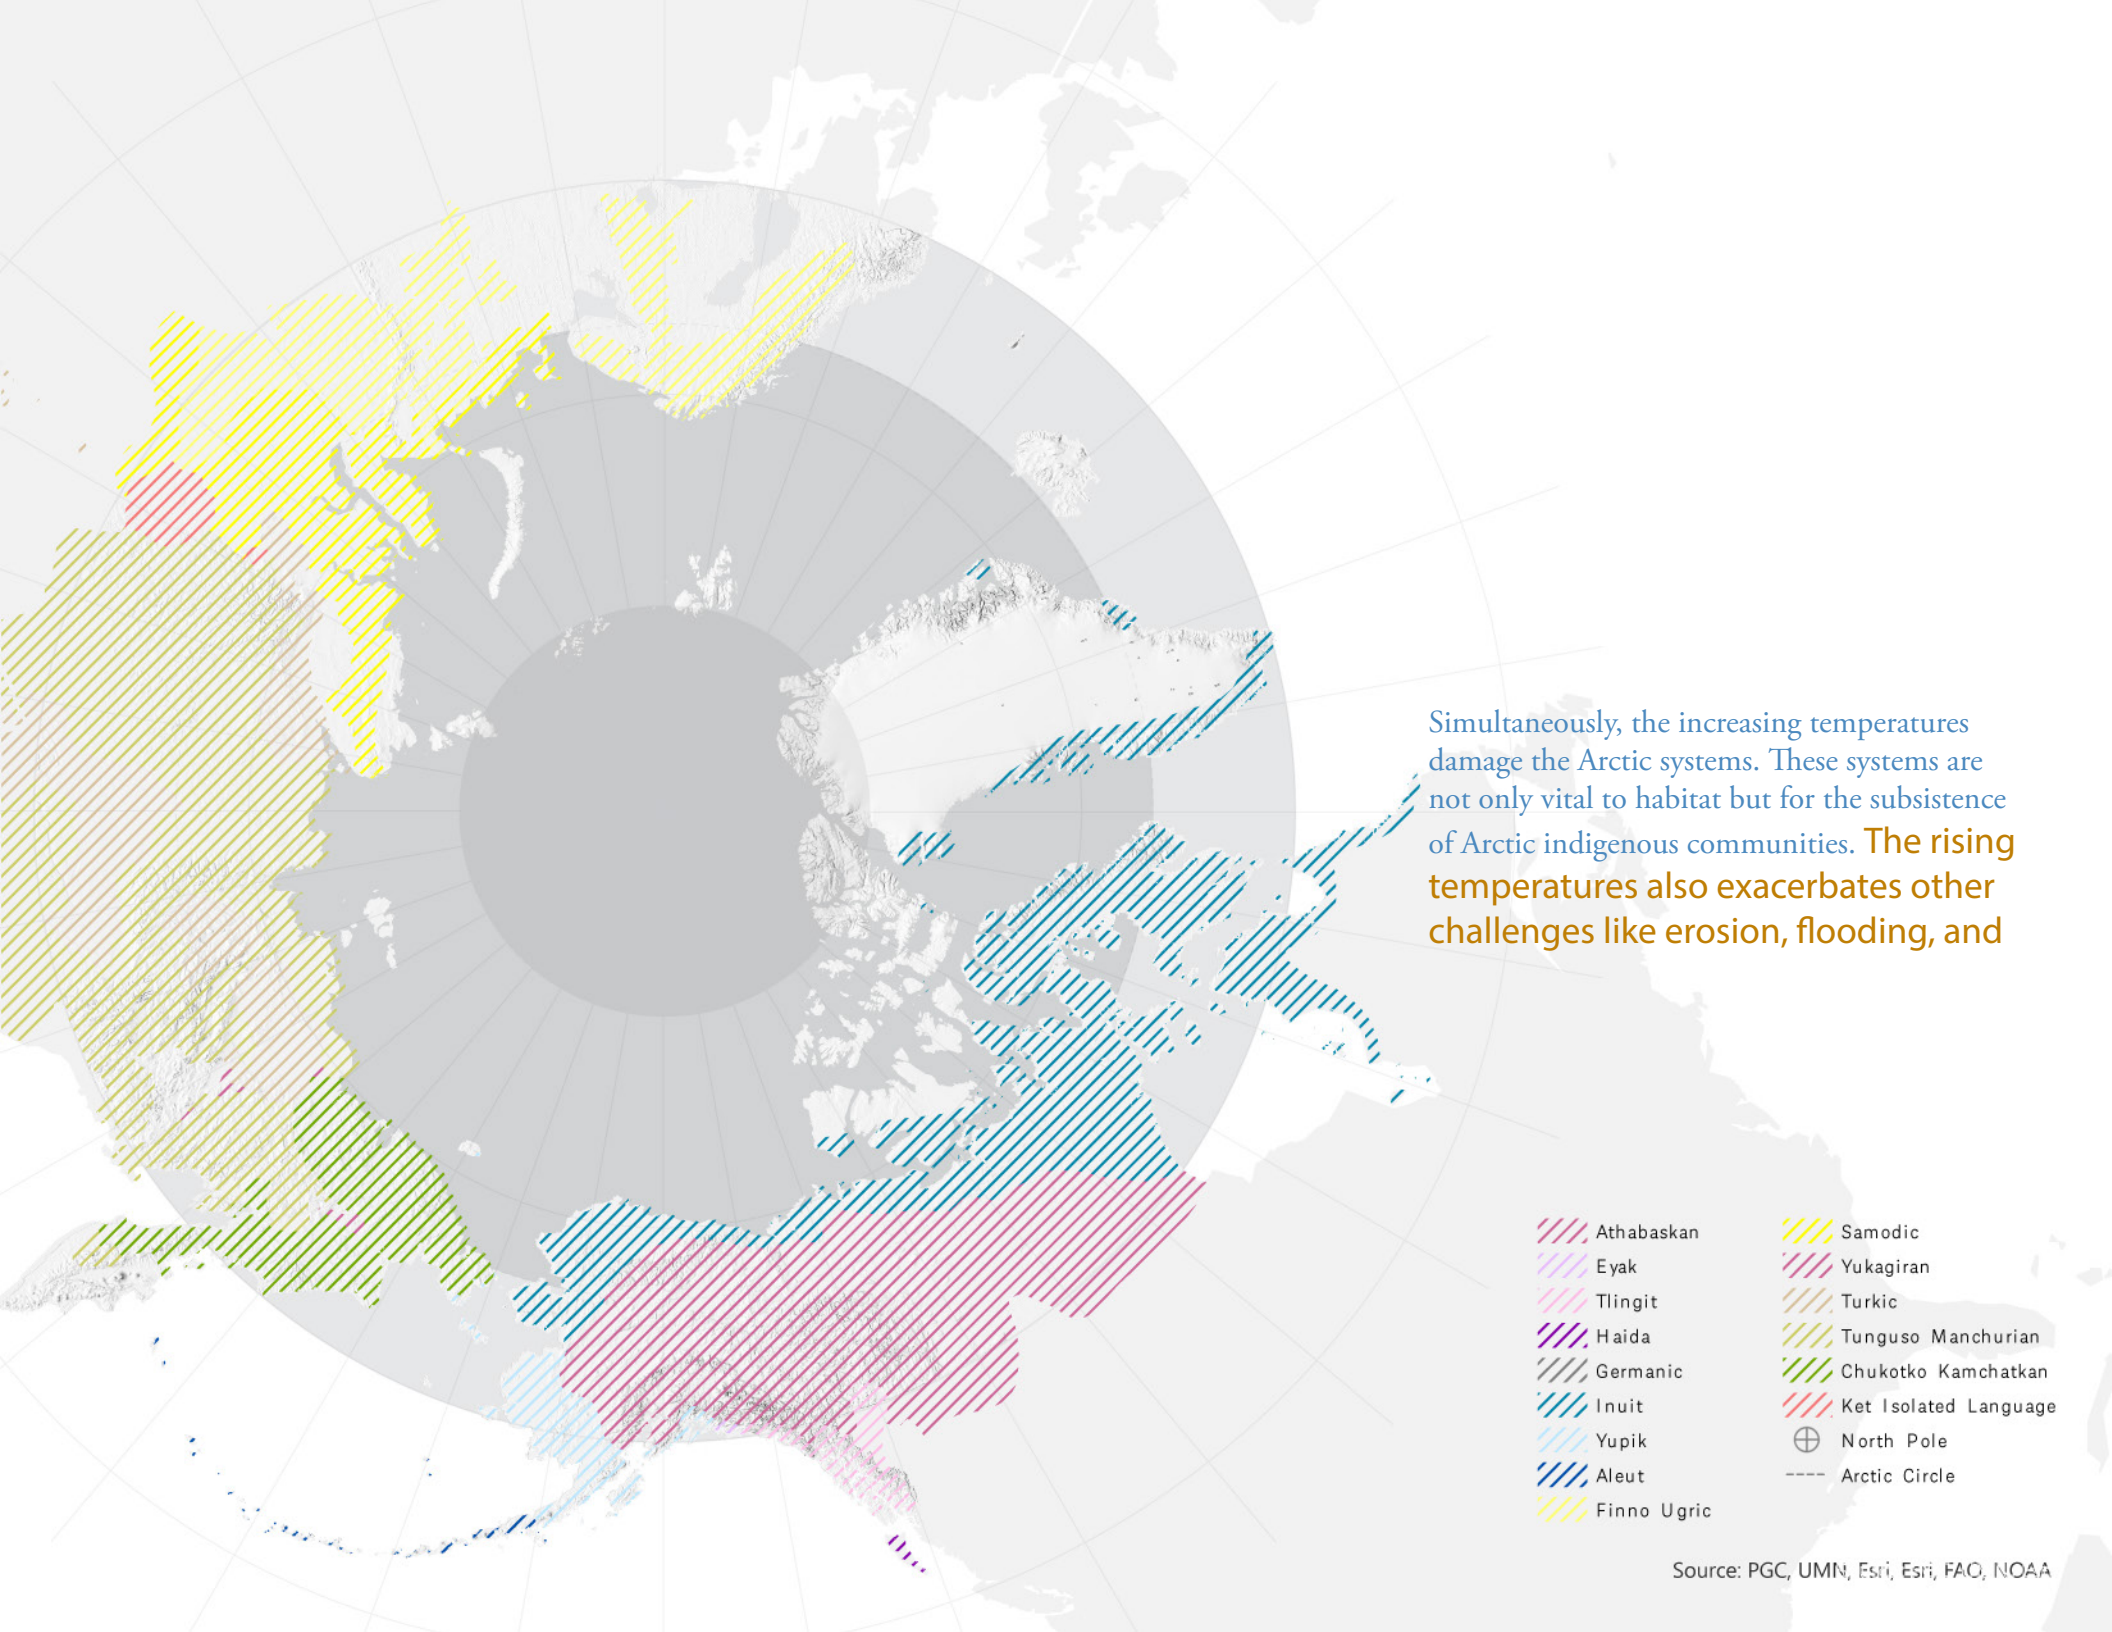 Simultaneously, the increasing temperatures
damage the Arctic systems. These systems are
not only vital to habitat but for the subsistence
of Arctic indigenous communities. The rising
temperatures also exacerbates other
challenges like erosion, flooding, and
Athabaskan
Eyak
Tlingit
Haida
Germanic
Inuit
Yupik
Aleut
Finno Ugric
Samodic
Yukagiran
Turkic
Tunguso Manchurian
Chukotko Kamchatkan
Ket Isolated Language
North Pole
Arctic Circle
Source: PGC, UMN, Esri, Esri, FAO, NOAA